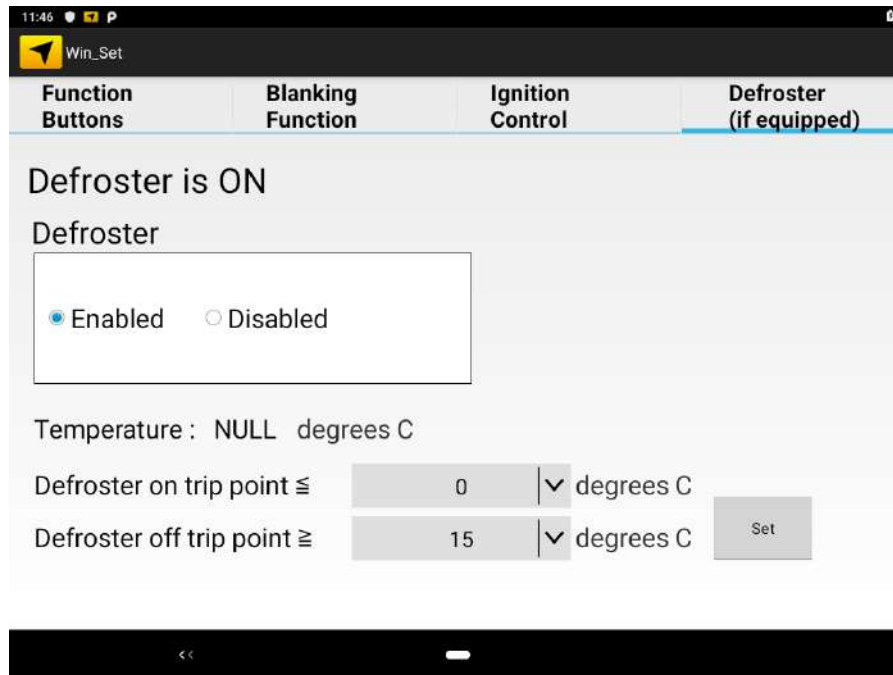 11:46
Win_Set
Function Buttons
Blanking Function
Ignition Control
Defroster (if equipped)
Defroster is ON
Defroster
Enabled Disabled
Temperature : NULL degrees C
Defroster on trip point ≦ 0 degrees C
Defroster off trip point ≧ 15 degrees C
Set